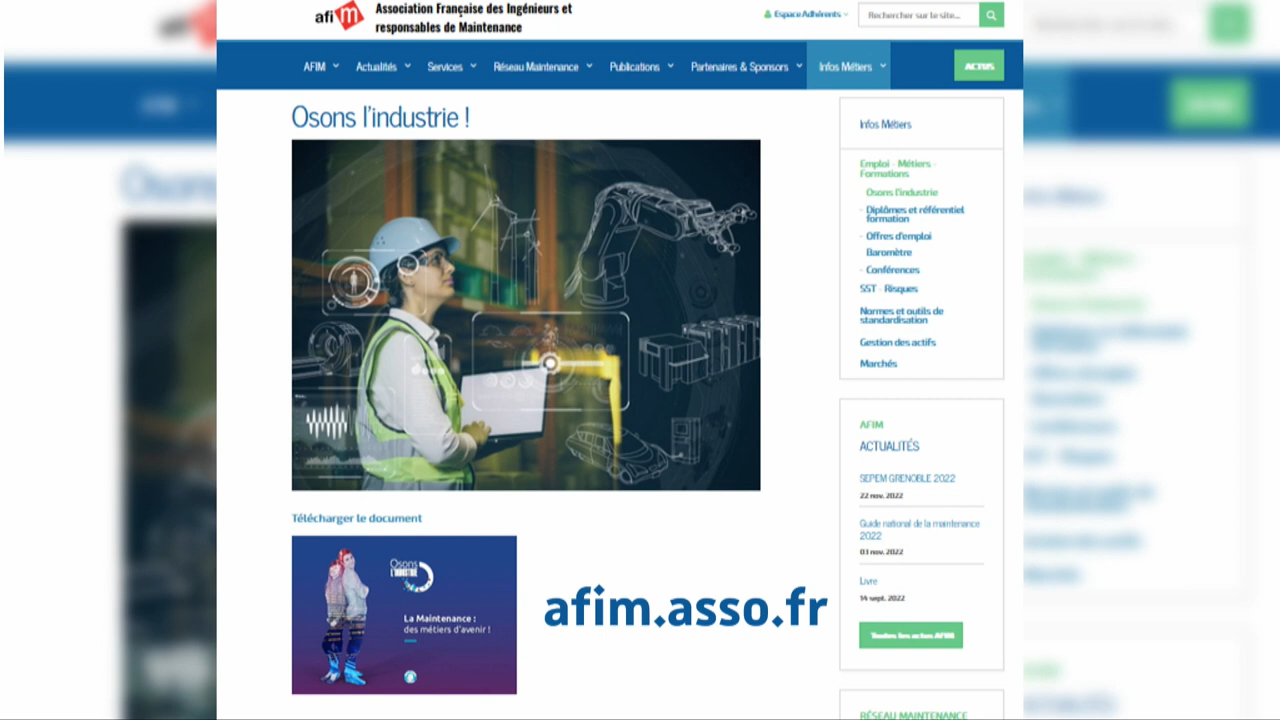 afim
Association Française des Ingénieurs et
responsables de Maintenance
Espace Adhérents
Rechercher sur le site...
AFIM
Actualités
Services
Réseau Maintenance
Publications
Partenaires & Sponsors
Infos Métiers
ACTUS
Osons l'industrie !
Infos Métiers
Emploi - Métiers -
Formations
Osons l'industrie
- Diplômes et référentiel
formation
- Offres d'emploi
Baromètre
- Conférences
SST - Risques
Normes et outils de
standardisation
Gestion des actifs
Marchés
AFIM
ACTUALITÉS
SEPEM GRENOBLE 2022
22 nov. 2022
Guide national de la maintenance
2022
03 nov. 2022
Livre
14 sept. 2022
Toutes les actus AFIM
RÉSEAU MAINTENANCE
Télécharger le document
Osons
L'INDUSTRIE
La Maintenance :
des métiers d'avenir !
afim.asso.fr